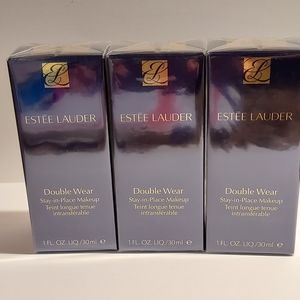 ESTĒE LAUDER
Double Wear
Stay-in-Place Makeup
Teint longue tenue
intransférable
1 FL. OZ. LIQ / 30 ml e
ESTĒE LAUDER
Double Wear
Stay-in-Place Makeup
Teint longue tenue
intransférable
1 FL. OZ. LIQ / 30 ml e
ESTĒE LAUDER
Double Wear
Stay-in-Place Makeup
Teint longue tenue
intransférable
1 FL. OZ. LIQ / 30 ml e